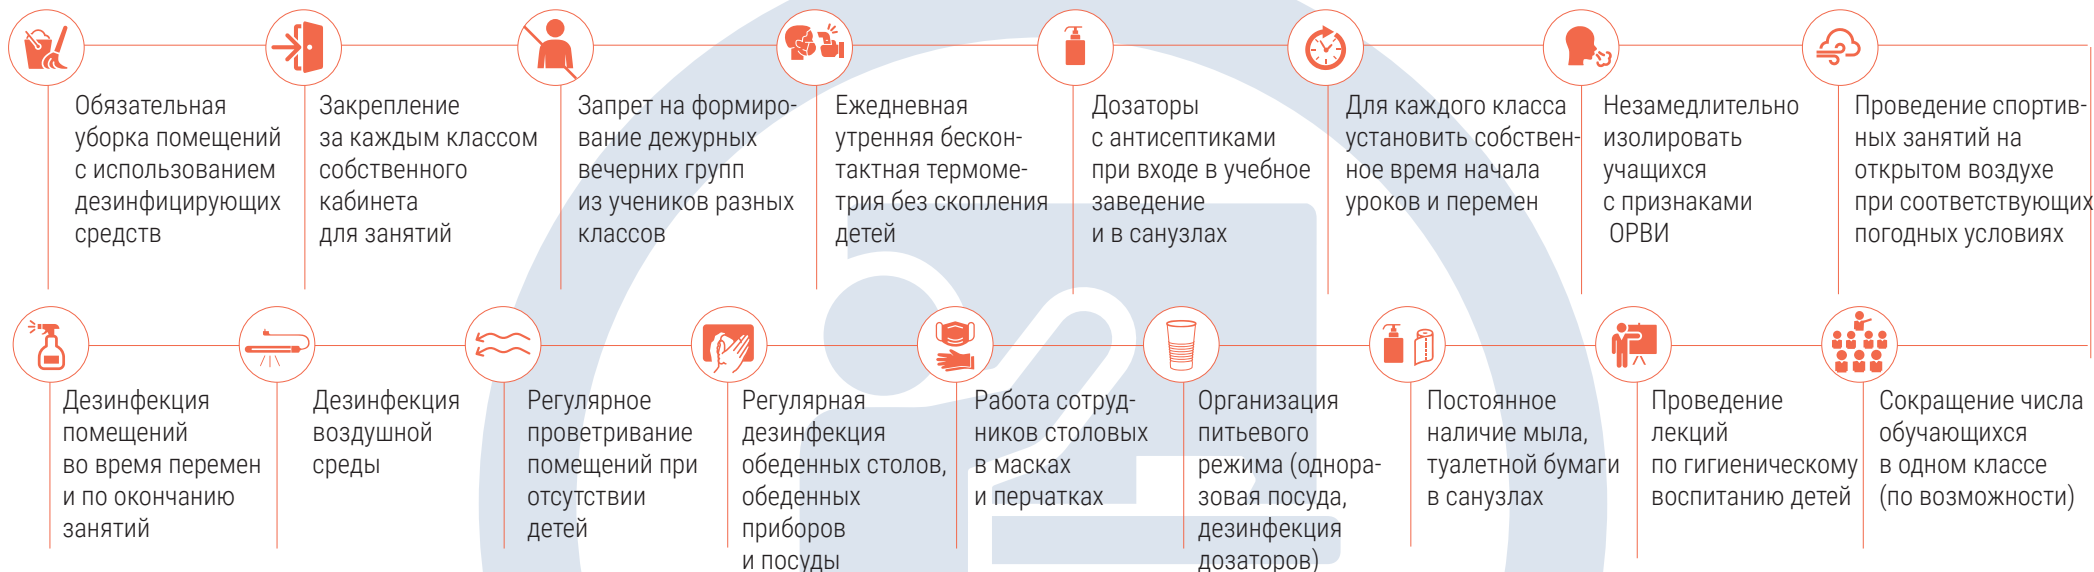 Обязательная
уборка помещений
с использованием
дезинфицирующих
средств
Закрепление
за каждым классом
собственного
кабинета
для занятий
Запрет на формиро-
вание дежурных
вечерних групп
из учеников разных
классов
Ежедневная
утренняя бескон-
тактная термоме-
трия без скопления
детей
Дозаторы
с антисептиками
при входе в учебное
заведение
и в санузлах
Для каждого класса
установить собствен-
ное время начала
уроков и перемен
Незамедлительно
изолировать
учащихся
с признаками
ОРВИ
Проведение спортив-
ных занятий на
открытом воздухе
при соответствующих
погодных условиях
Дезинфекция
помещений
во время перемен
и по окончанию
занятий
Дезинфекция
воздушной
среды
Регулярное
проветривание
помещений при
отсутствии
детей
Регулярная
дезинфекция
обеденных столов,
обеденных
приборов
и посуды
Работа сотруд-
ников столовых
в масках
и перчатках
Организация
питьевого
режима (однора-
зовая посуда,
дезинфекция
дозаторов)
Постоянное
наличие мыла,
туалетной бумаги
в санузлах
Проведение
лекций
по гигиеническому
воспитанию детей
Сокращение числа
обучающихся
в одном классе
(по возможности)